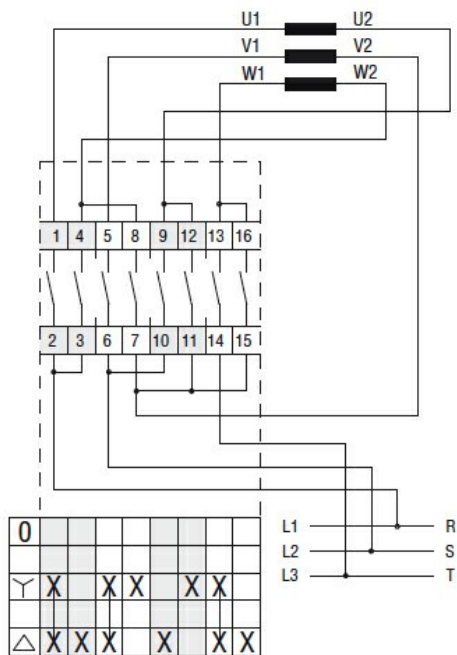 U1 U2
V1 V2
W1 W2
1 4 5 8 9 12 13 16
2 3 6 7 10 11 14 15
L1 R
L2 S
L3 T
0
Y X X X X X
△ X X X X X X